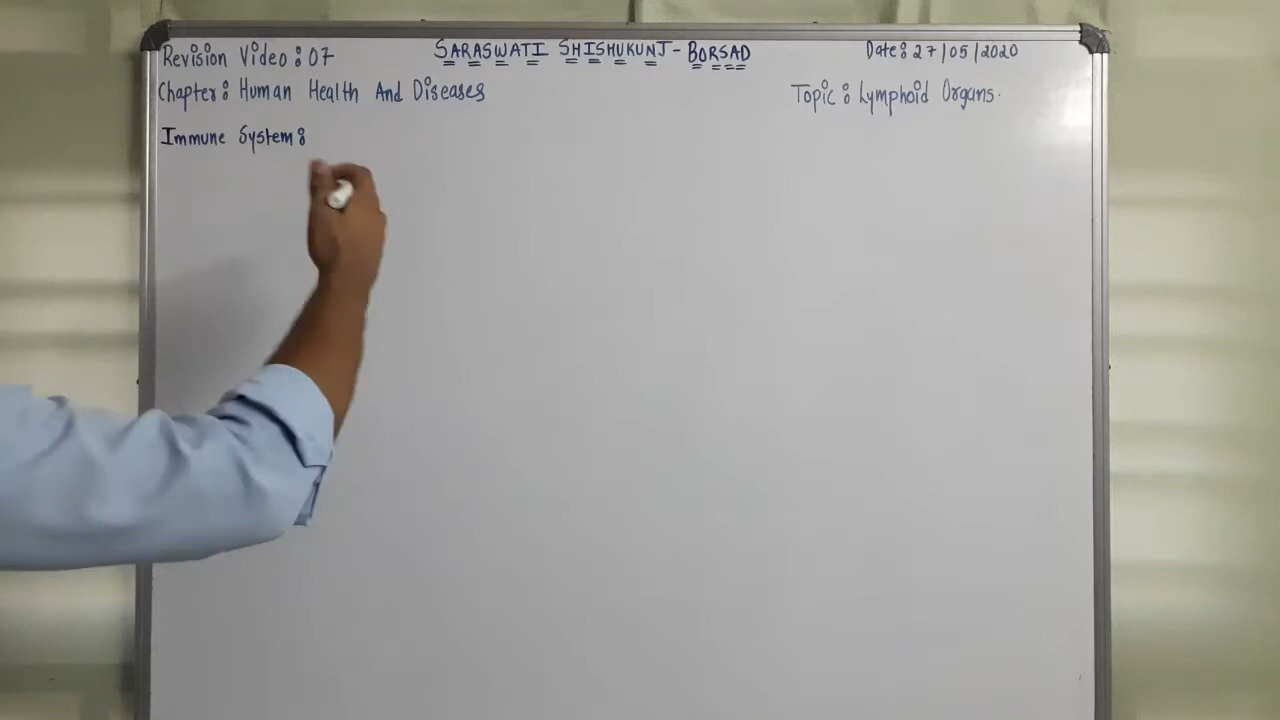 Revision Video: 07
SARASWATI SHISHUKUNJ - BORSAD
Date: 27/05/2020
Chapter: Human Health And Diseases
Topic: Lymphoid Organs.
Immune System: